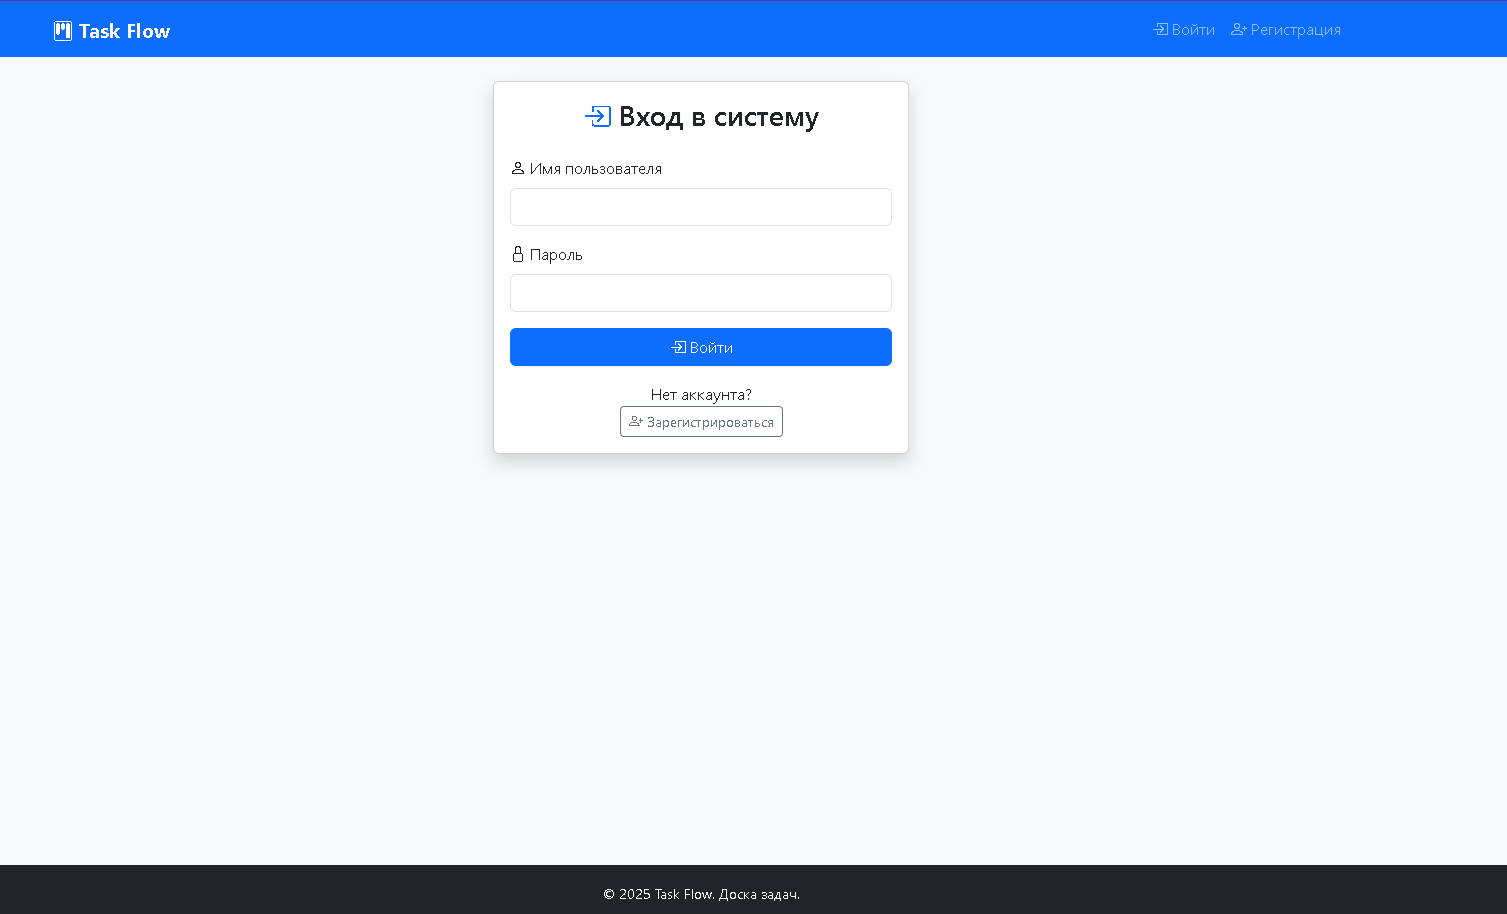 Task Flow
Войти
Регистрация
Вход в систему
Имя пользователя
Пароль
Войти
Нет аккаунта?
Зарегистрироваться
© 2025 Task Flow. Доска задач.